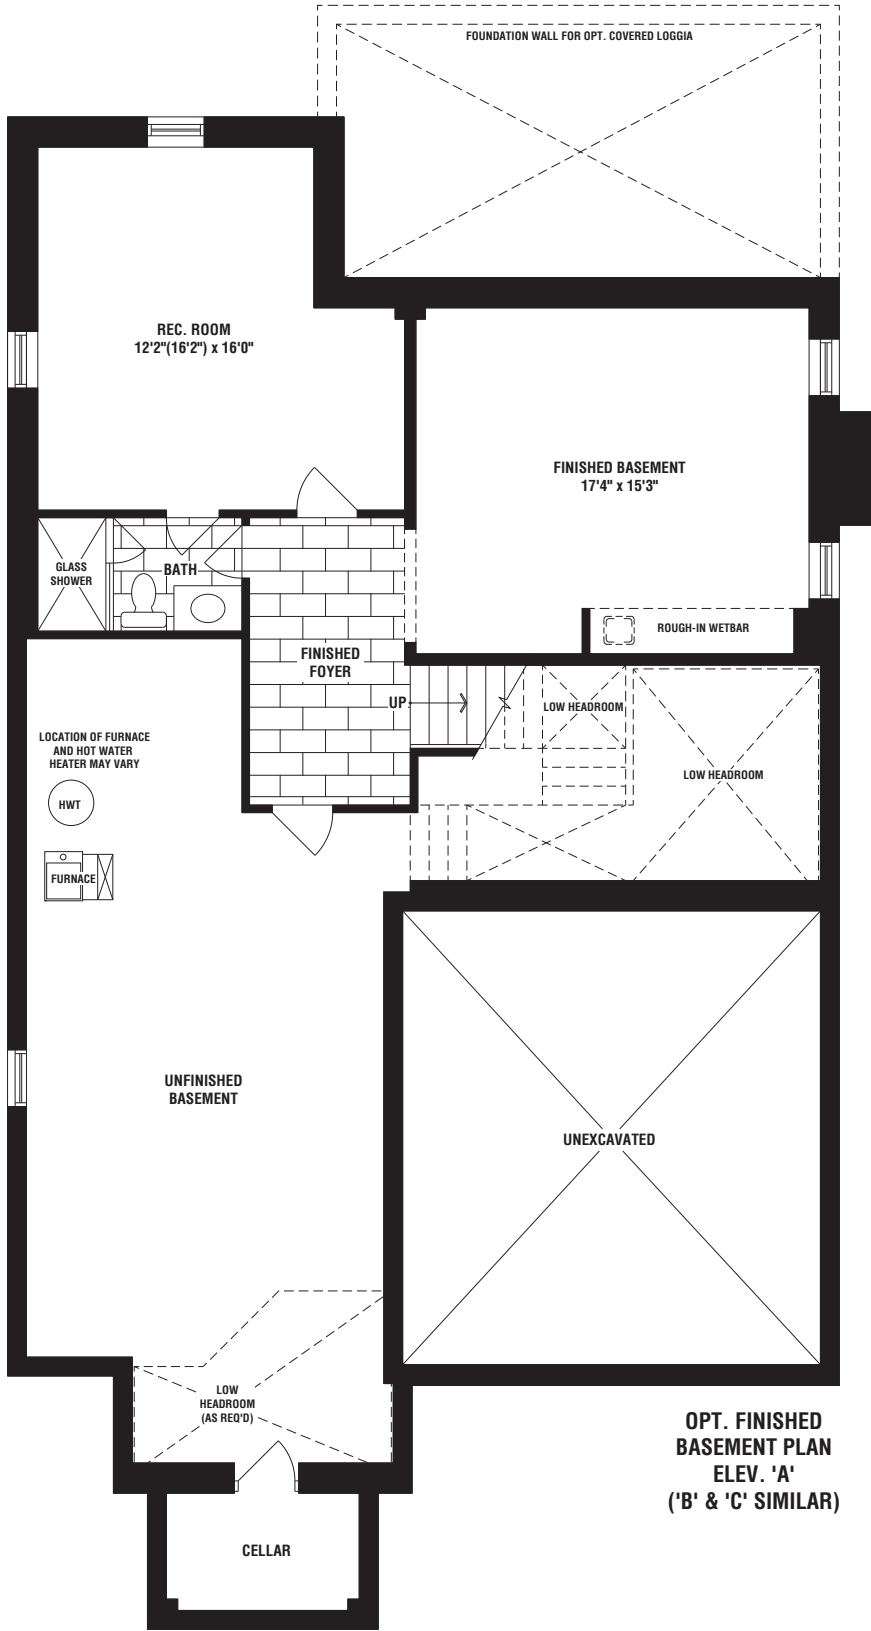 FOUNDATION WALL FOR OPT. COVERED LOGGIA
REC. ROOM
12'2"(16'2") x 16'0"
FINISHED BASEMENT
17'4" x 15'3"
GLASS
SHOWER
BATH
ROUGH-IN WETBAR
FINISHED
FOYER
UP
LOW HEADROOM
LOW HEADROOM
LOCATION OF FURNACE
AND HOT WATER
HEATER MAY VARY
HWT
FURNACE
UNFINISHED
BASEMENT
UNEXCAVATED
LOW
HEADROOM
(AS REQ'D)
CELLAR
OPT. FINISHED
BASEMENT PLAN
ELEV. 'A'
('B' & 'C' SIMILAR)